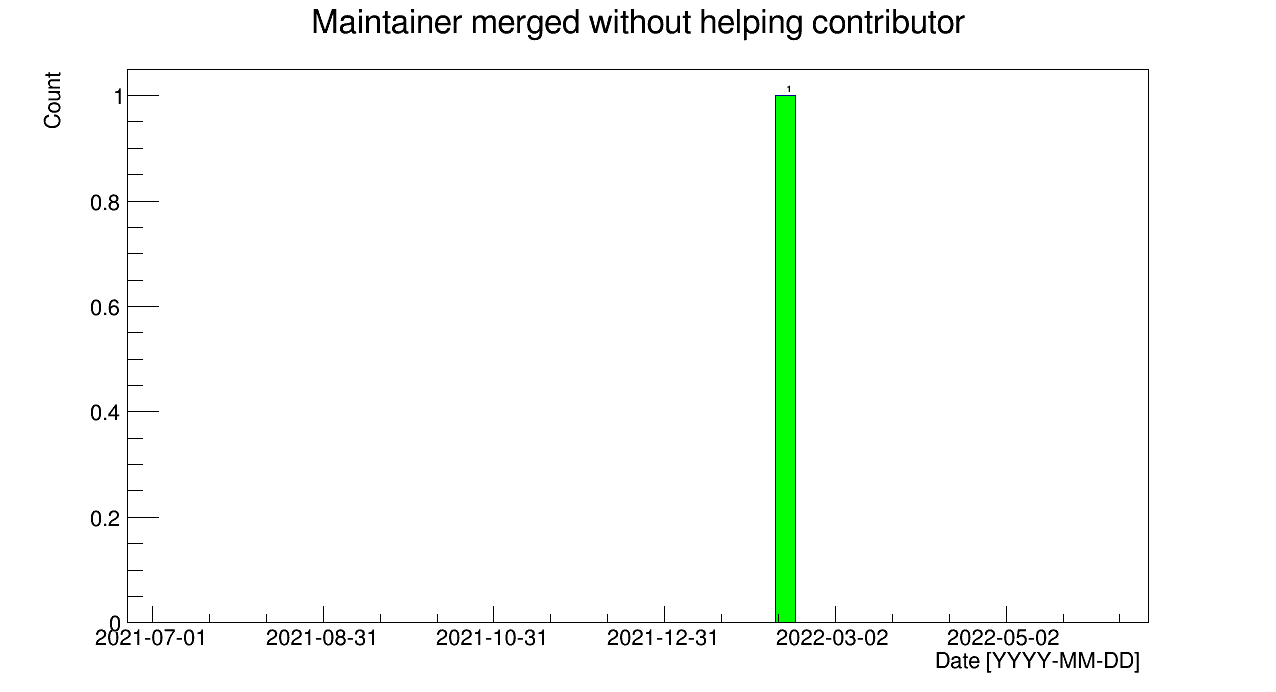 Maintainer merged without helping contributor
Count
1
1
0.8
0.6
0.4
0.2
0
2021-07-01 2021-08-31 2021-10-31 2021-12-31 2022-03-02 2022-05-02
Date [YYYY-MM-DD]